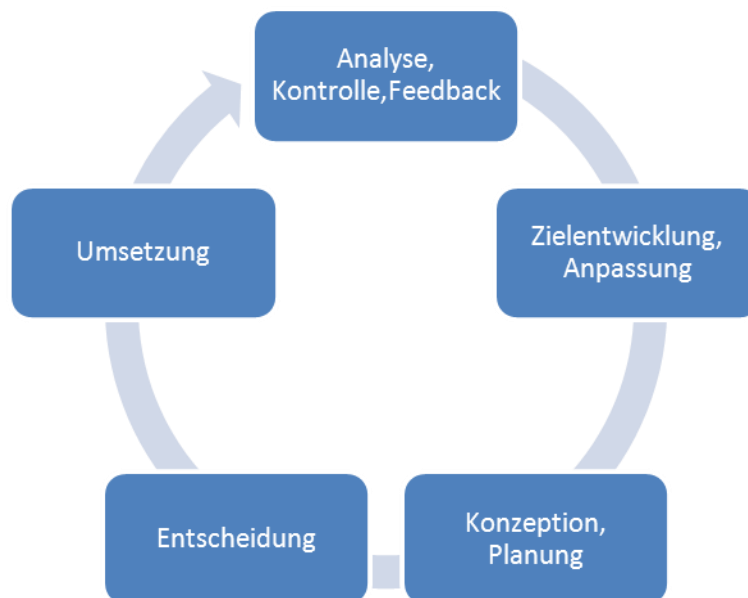 Analyse,
Kontrolle,Feedback
Zielentwicklung,
Anpassung
Konzeption,
Planung
Entscheidung
Umsetzung